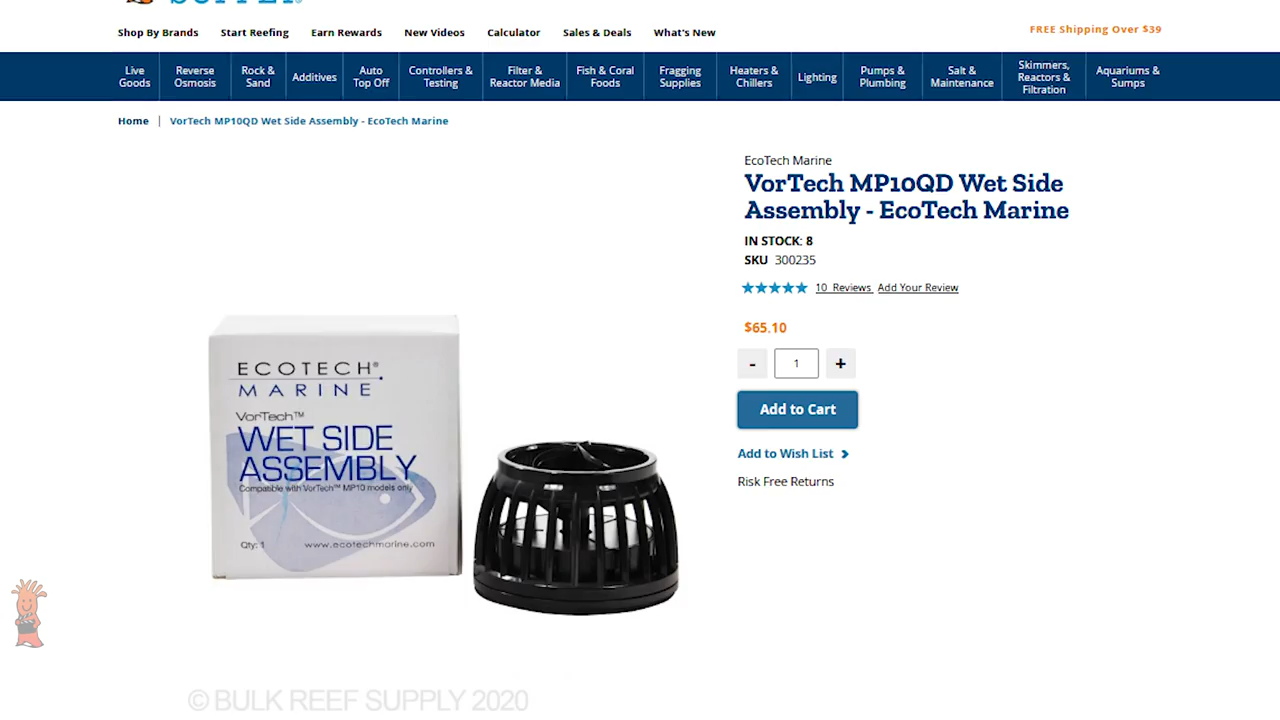 Shop By Brands
Start Reefing
Earn Rewards
New Videos
Calculator
Sales & Deals
What's New
FREE Shipping Over $39
Live
Goods
Reverse
Osmosis
Rock &
Sand
Additives
Auto
Top Off
Controllers &
Testing
Filter &
Reactor Media
Fish & Coral
Foods
Fragging
Supplies
Heaters &
Chillers
Lighting
Pumps &
Plumbing
Salt &
Maintenance
Skimmers,
Reactors &
Filtration
Aquariums &
Sumps
Home | VorTech MP10QD Wet Side Assembly - EcoTech Marine
EcoTech Marine
VorTech MP10QD Wet Side
Assembly - EcoTech Marine
IN STOCK: 8
SKU 300235
10 Reviews Add Your Review
$65.10
- 1 +
Add to Cart
Add to Wish List >
Risk Free Returns
ECOTECH®
MARINE
VorTech™
WET SIDE
ASSEMBLY
Compatible with VorTech™ MP10 models only
Qty: 1 www.ecotechmarine.com
© BULK REEF SUPPLY 2020